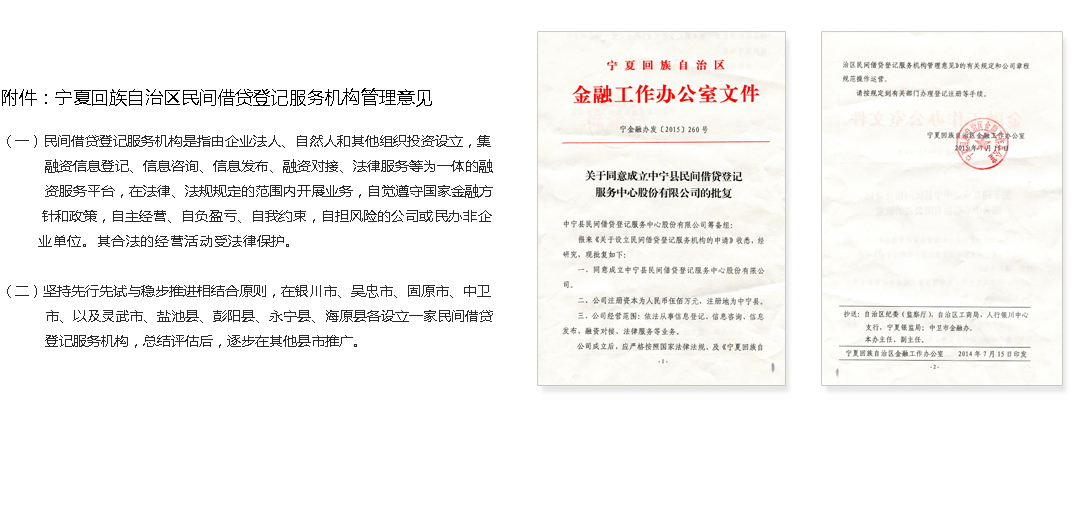 附件：宁夏回族自治区民间借贷登记服务机构管理意见
（一）民间借贷登记服务机构是指由企业法人、自然人和其他组织投资设立，集
融资信息登记、信息咨询、信息发布、融资对接、法律服务等为一体的融
资服务平台，在法律、法规规定的范围内开展业务，自觉遵守国家金融方
针和政策，自主经营、自负盈亏、自我约束，自担风险的公司或民办非企
业单位。其合法的经营活动受法律保护。
（二）坚持先行先试与稳步推进相结合原则，在银川市、吴忠市、固原市、中卫
市、以及灵武市、盐池县、彭阳县、永宁县、海原县各设立一家民间借贷
登记服务机构，总结评估后，逐步在其他县市推广。
宁夏回族自治区
金融工作办公室文件
宁金融办发〔2015〕260号
关于同意成立中宁县民间借贷登记
服务中心股份有限公司的批复
中宁县民间借贷登记服务中心股份有限公司筹备组：
报来《关于设立民间借贷登记服务机构的申请》收悉，经
研究，现批复如下：
一、同意成立中宁县民间借贷登记服务中心股份有限公
司。
二、公司注册资本为人民币伍佰万元，注册地为中宁县。
三、公司经营范围：依法从事信息登记、信息咨询、信息
发布、融资对接、法律服务等业务。
公司成立后，应严格按照国家法律法规，及《宁夏回族自
-1-
治区民间借贷登记服务机构管理意见》的有关规定和公司章程
规范操作运营。
请按规定到有关部门办理登记注册等手续。
宁夏回族自治区金融工作办公室
2015年7月15日
抄送：自治区纪委（监察厅），自治区工商局，人行银川中心
支行，宁夏银监局；中卫市金融办。
本办主任、副主任。
宁夏回族自治区金融工作办公室 2014年7月15日印发
-2-